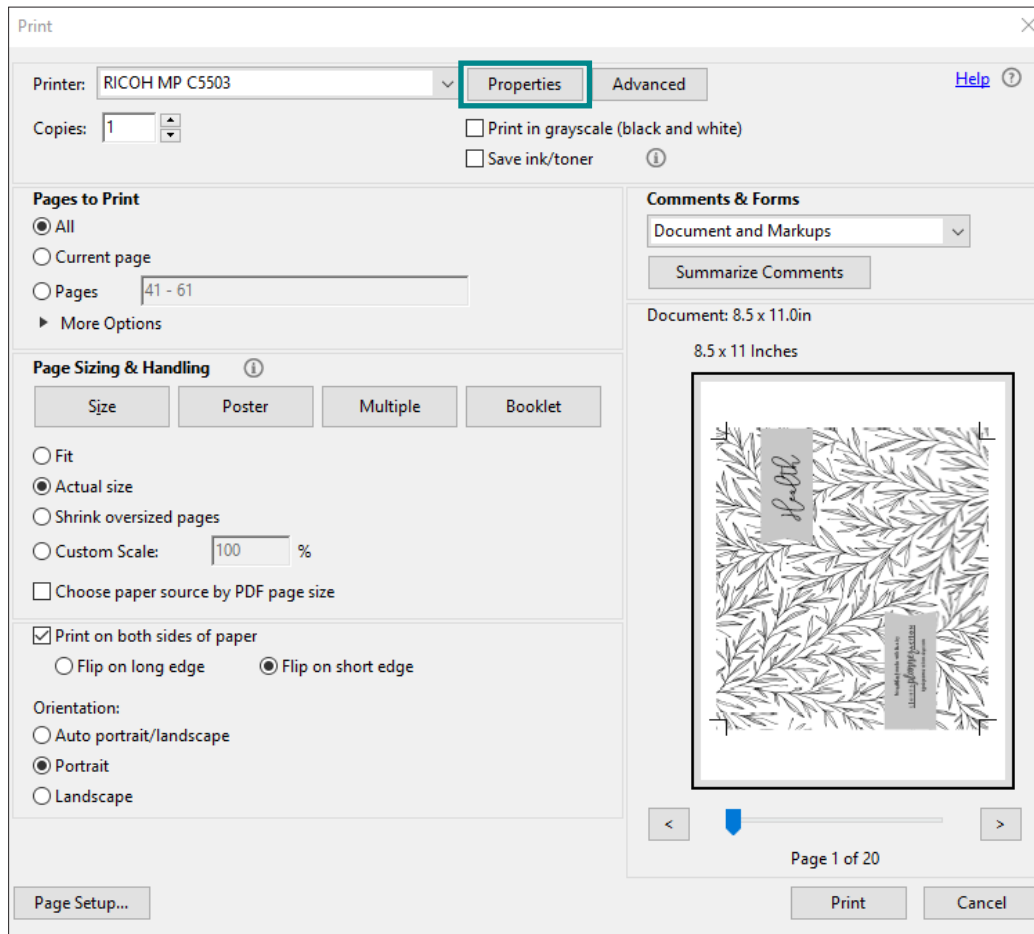 Print
Printer: RICOH MP C5503 Properties Advanced Help
Copies: 1 Print in grayscale (black and white)
Save ink/toner
Pages to Print
All
Current page
Pages 41 - 61
More Options
Comments & Forms
Document and Markups
Summarize Comments
Page Sizing & Handling
Size Poster Multiple Booklet
Fit
Actual size
Shrink oversized pages
Custom Scale: 100 %
Choose paper source by PDF page size
Print on both sides of paper
Flip on long edge Flip on short edge
Orientation:
Auto portrait/landscape
Portrait
Landscape
Document: 8.5 x 11.0in
8.5 x 11 Inches
Health
< >
Page 1 of 20
Page Setup... Print Cancel